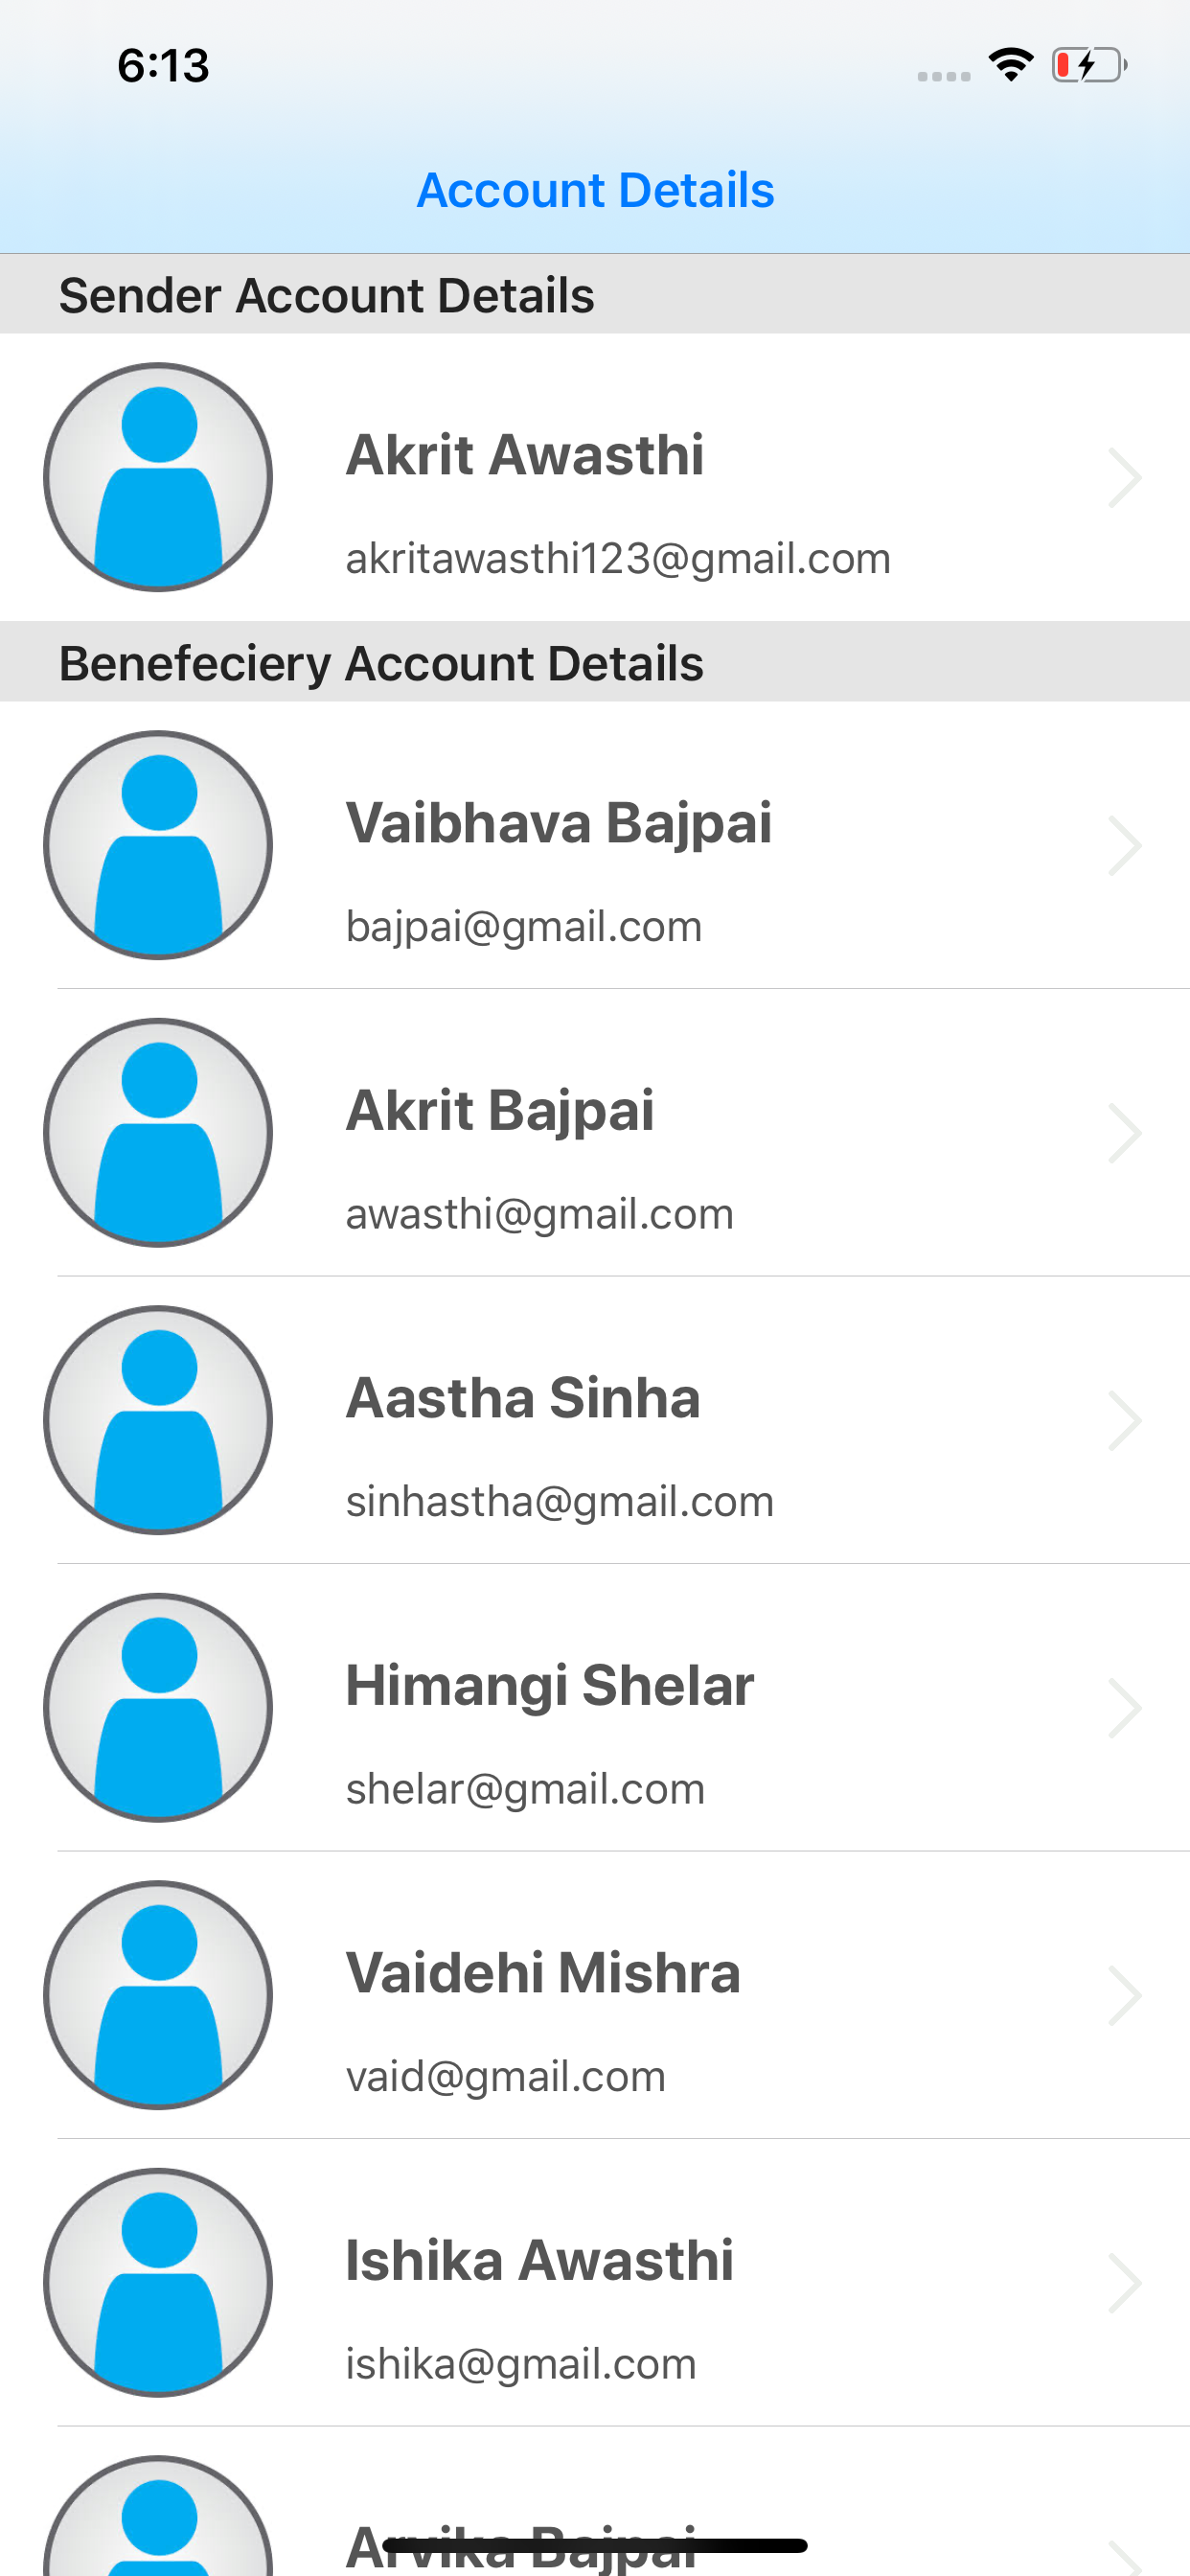 6:13
Account Details
Sender Account Details
Akrit Awasthi
akritawasthi123@gmail.com
Benefeciery Account Details
Vaibhava Bajpai
bajpai@gmail.com
Akrit Bajpai
awasthi@gmail.com
Aastha Sinha
sinhastha@gmail.com
Himangi Shelar
shelar@gmail.com
Vaidehi Mishra
vaid@gmail.com
Ishika Awasthi
ishika@gmail.com
Arvika Bajpai